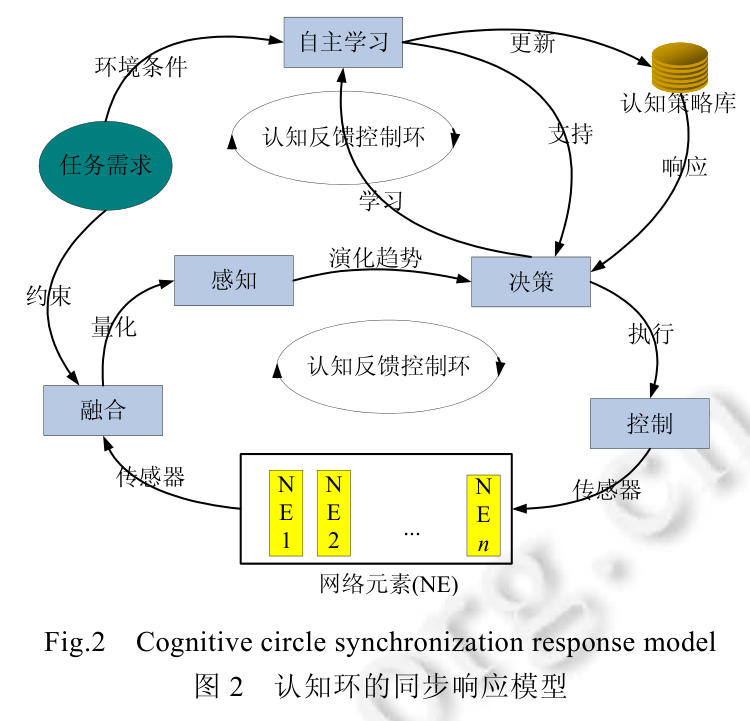 自主学习
更新
环境条件
认知策略库
认知反馈控制环
支持
任务需求
响应
学习
演化趋势
感知
决策
约束
量化
执行
认知反馈控制环
融合
控制
传感器
传感器
N
E
1
N
E
2
...
N
E
n
网络元素(NE)
Fig.2 Cognitive circle synchronization response model
图 2 认知环的同步响应模型
org.cn